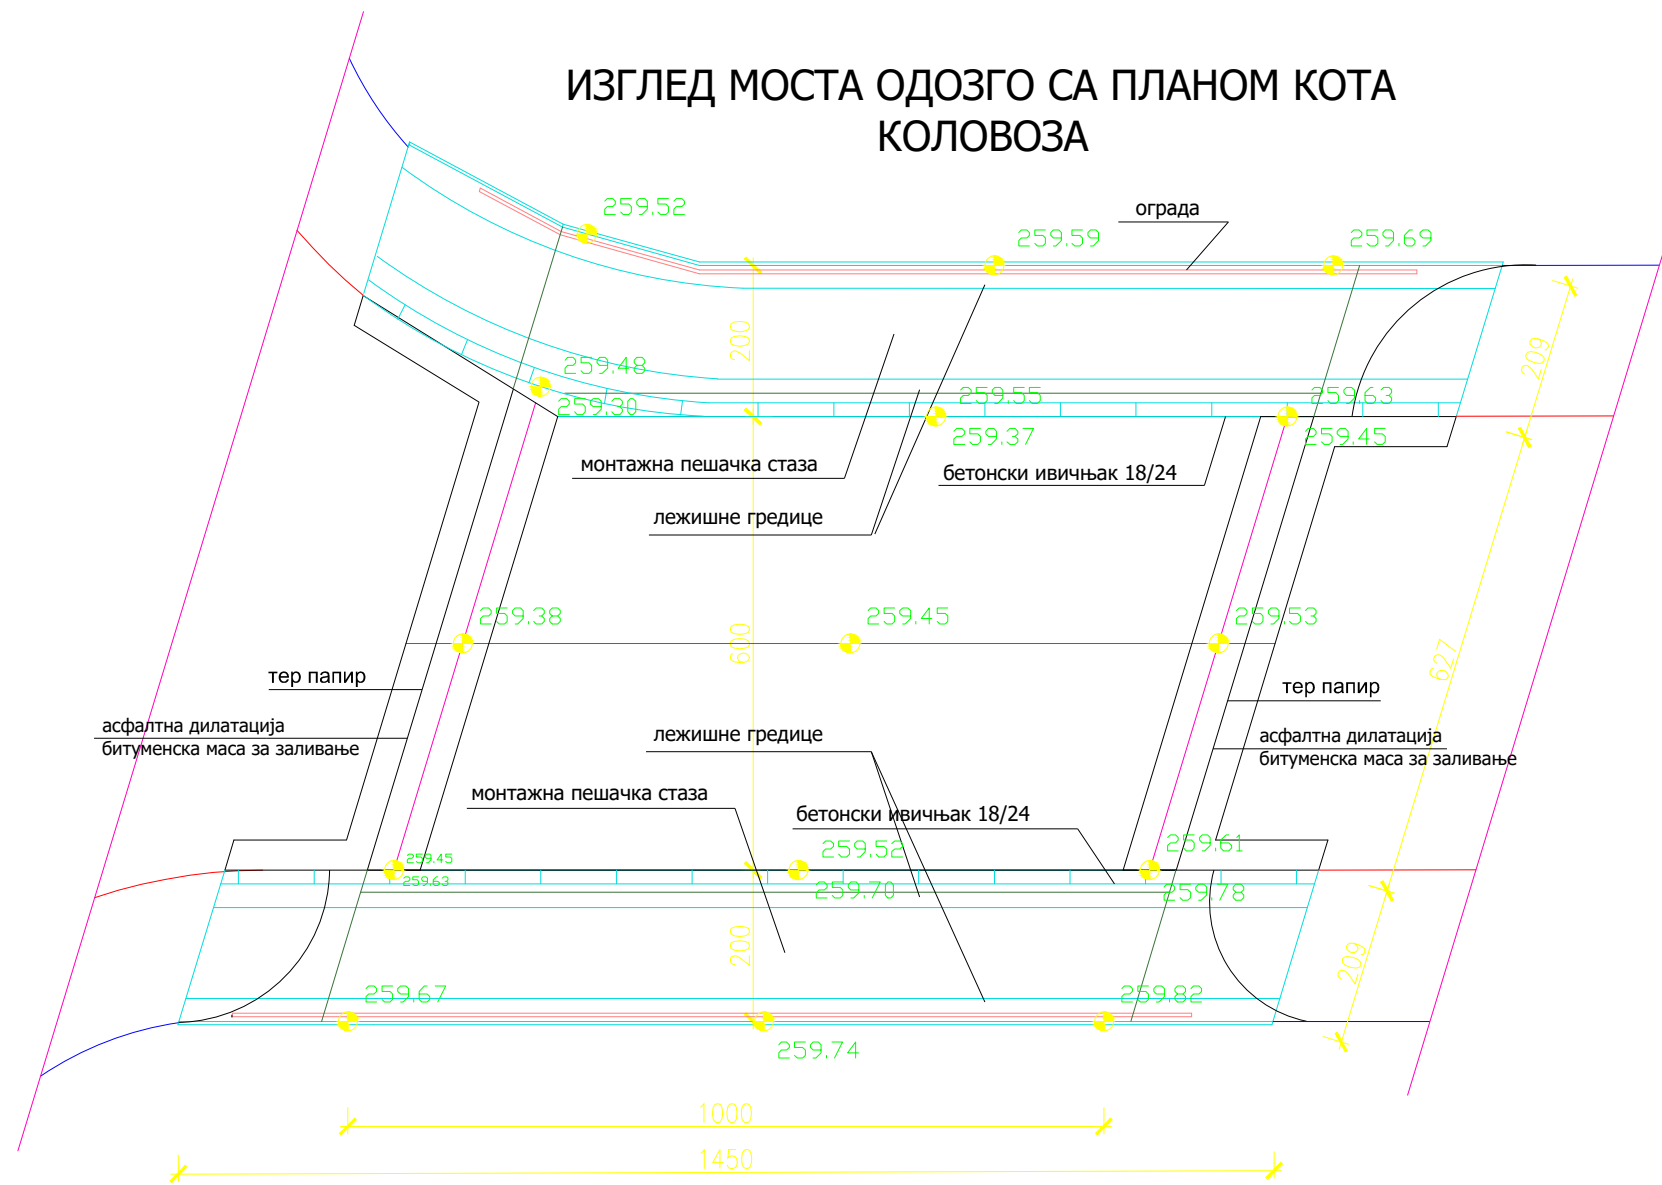 ИЗГЛЕД МОСТА ОДОЗГО СА ПЛАНОМ КОТА
КОЛОВОЗА
259.52
ограда
259.59
259.69
200
209
259.48
259.30
259.55
259.63
259.37
259.45
монтажна пешачка стаза
бетонски ивичњак 18/24
лежишне гредице
259.38
259.45
259.53
600
627
тер папир
тер папир
асфалтна дилатација
битуменска маса за заливање
лежишне гредице
асфалтна дилатација
битуменска маса за заливање
монтажна пешачка стаза
бетонски ивичњак 18/24
259.45
259.52
259.61
259.63
259.70
259.78
200
209
259.67
259.82
259.74
1000
1450